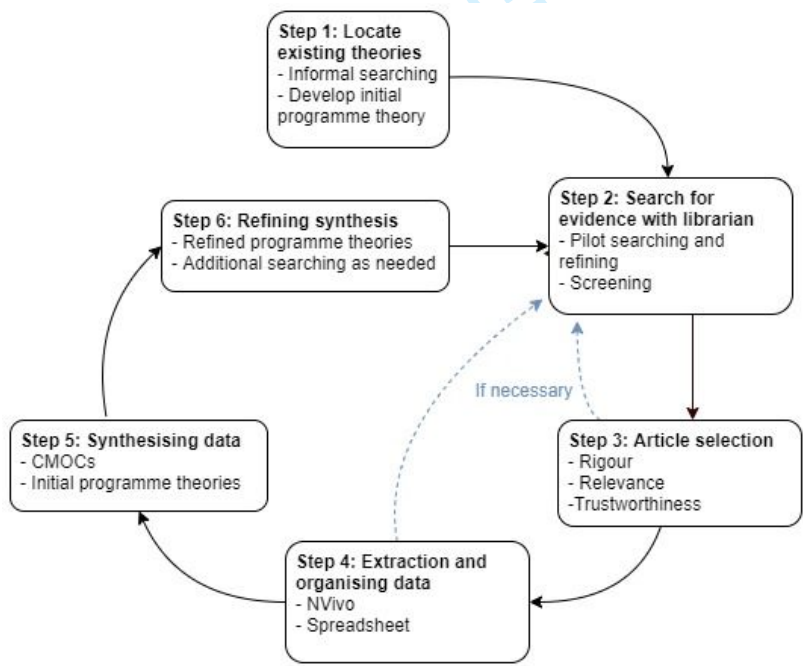 Step 1: Locate
existing theories
- Informal searching
- Develop initial
programme theory
Step 2: Search for
evidence with librarian
- Pilot searching and
refining
- Screening
Step 6: Refining synthesis
- Refined programme theories
- Additional searching as needed
If necessary
Step 3: Article selection
- Rigour
- Relevance
-Trustworthiness
Step 5: Synthesising data
- CMOCs
- Initial programme theories
Step 4: Extraction and
organising data
- NVivo
- Spreadsheet